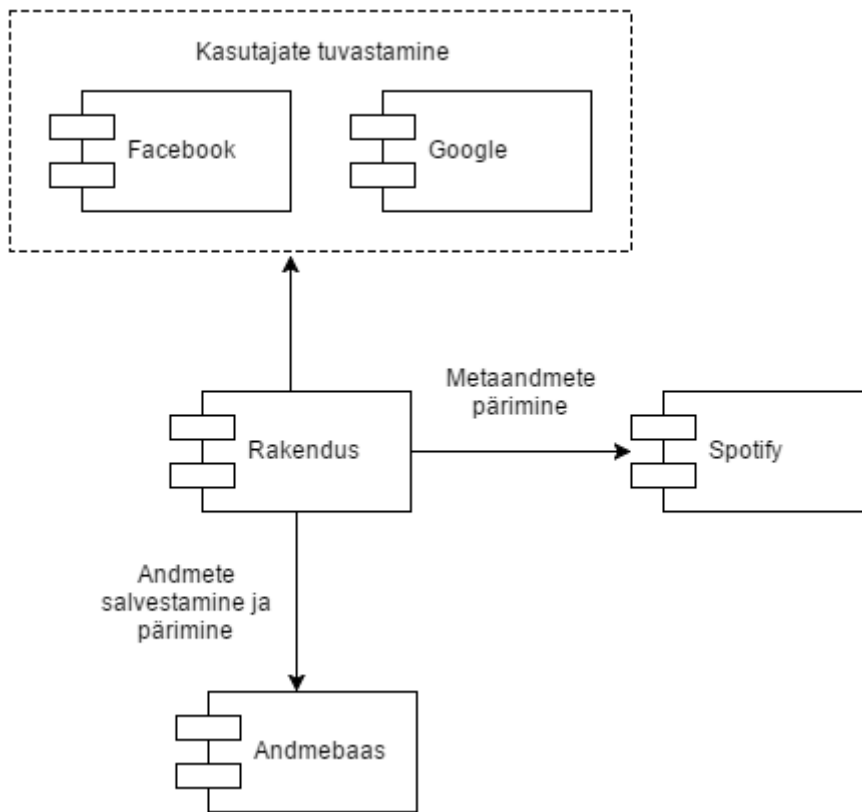 Kasutajate tuvastamine
Facebook
Google
Metaandmete
pärimine
Rakendus
Spotify
Andmete
salvestamine ja
pärimine
Andmebaas